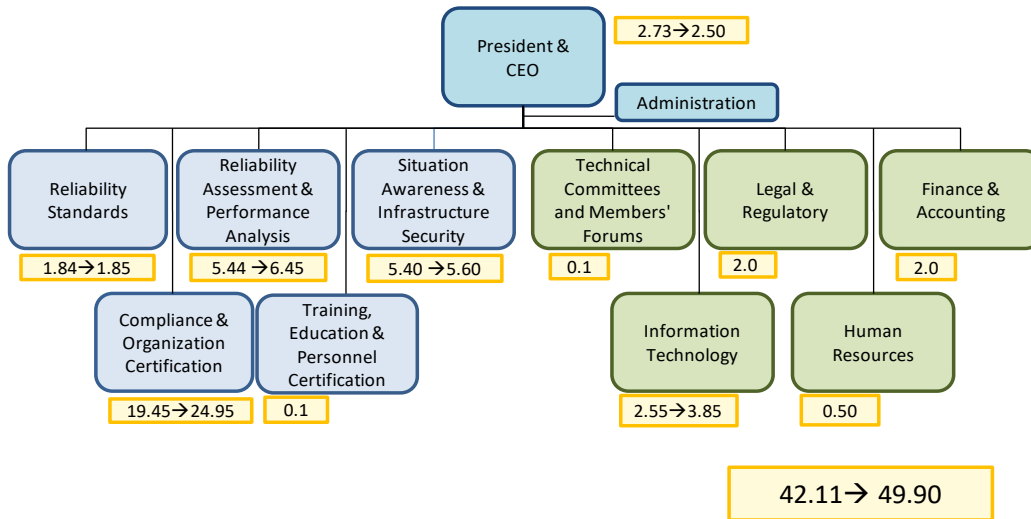 President &
CEO
2.73→2.50
Administration
Reliability
Standards
1.84→1.85
Reliability
Assessment &
Performance
Analysis
5.44 →6.45
Situation
Awareness &
Infrastructure
Security
5.40 →5.60
Technical
Committees
and Members'
Forums
0.1
Legal &
Regulatory
2.0
Finance &
Accounting
2.0
Compliance &
Organization
Certification
19.45→24.95
Training,
Education &
Personnel
Certification
0.1
Information
Technology
2.55→3.85
Human
Resources
0.50
42.11→ 49.90